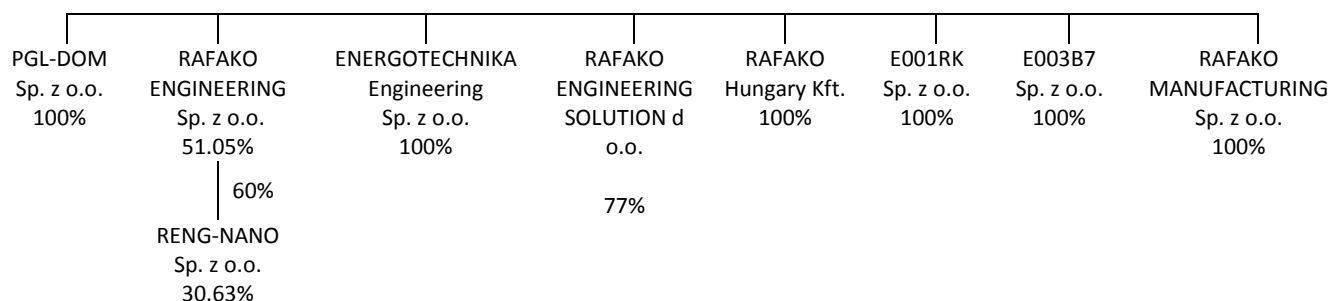 PGL-DOM
Sp. z o.o.
100%
RAFAKO
ENGINEERING
Sp. z o.o.
51.05%
60%
RENG-NANO
Sp. z o.o.
30.63%
ENERGOTECHNIKA
Engineering
Sp. z o.o.
100%
RAFAKO
ENGINEERING
SOLUTION d
o.o.
77%
RAFAKO
Hungary Kft.
100%
E001RK
Sp. z o.o.
100%
E003B7
Sp. z o.o.
100%
RAFAKO
MANUFACTURING
Sp. z o.o.
100%